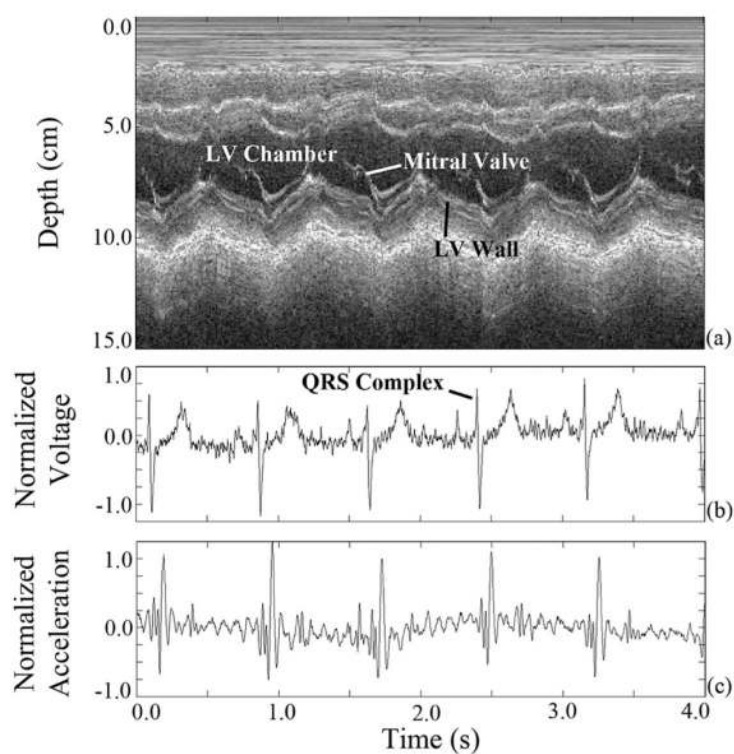 0.0
5.0
10.0
15.0
Depth (cm)
LV Chamber
Mitral Valve
LV Wall
(a)
1.0
0.0
-1.0
Normalized
Voltage
QRS Complex
(b)
1.0
0.0
-1.0
Normalized
Acceleration
(c)
0.0 1.0 2.0 3.0 4.0
Time (s)